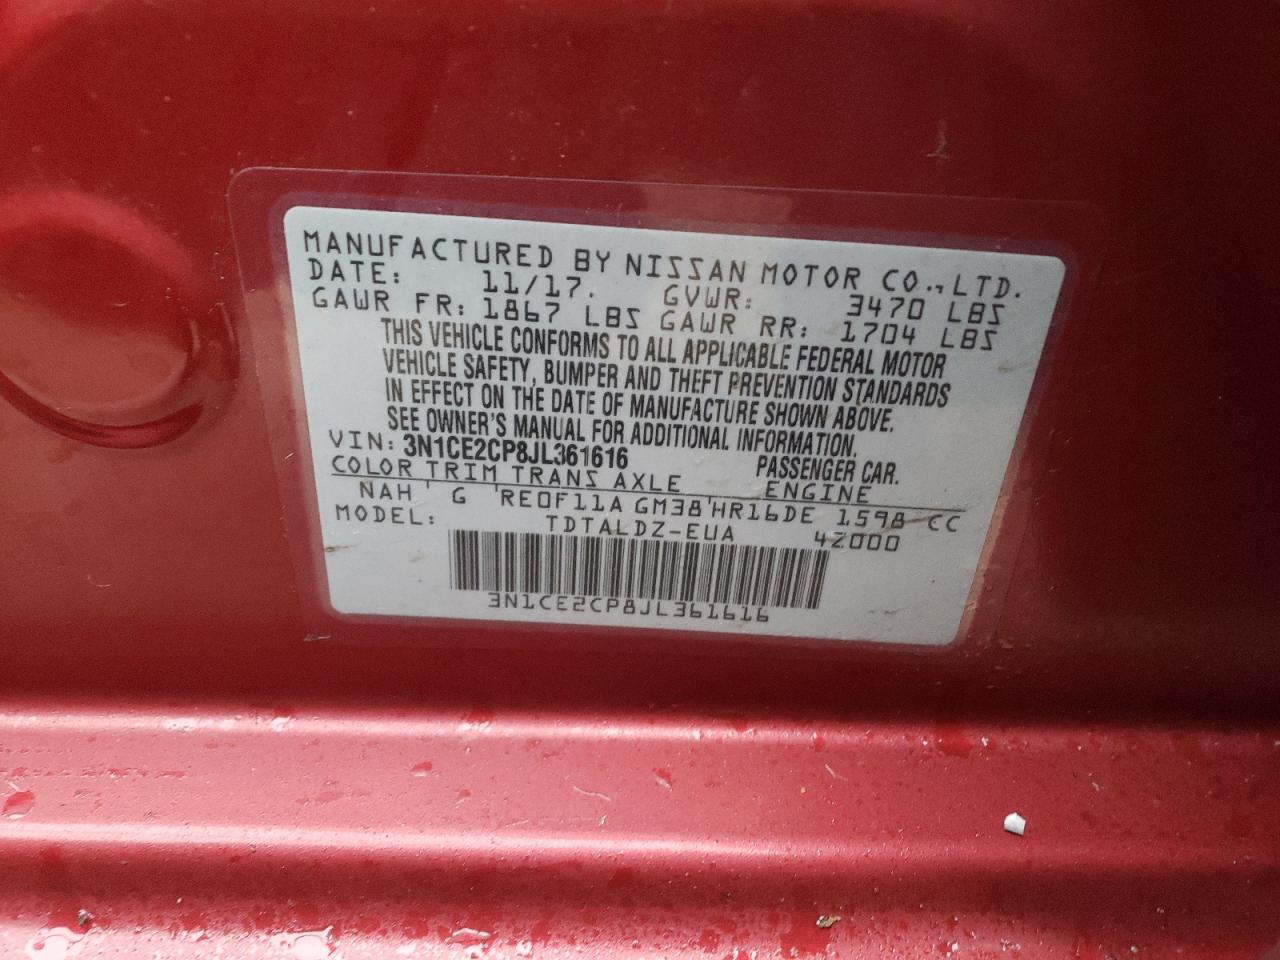 MANUFACTURED BY NISSAN MOTOR CO., LTD.
DATE: 11/17. GVWR: 3470 LBS
GAWR FR: 1867 LBS GAWR RR: 1704 LBS
THIS VEHICLE CONFORMS TO ALL APPLICABLE FEDERAL MOTOR
VEHICLE SAFETY, BUMPER AND THEFT PREVENTION STANDARDS
IN EFFECT ON THE DATE OF MANUFACTURE SHOWN ABOVE.
SEE OWNER'S MANUAL FOR ADDITIONAL INFORMATION.
VIN: 3N1CE2CP8JL361616 PASSENGER CAR.
COLOR TRIM TRANS AXLE ENGINE
NAH ' G ' RE0F11A GM38 ' HR16DE 1598 CC
MODEL: TDTALDZ-EUA 4Z000
3N1CE2CP8JL361616